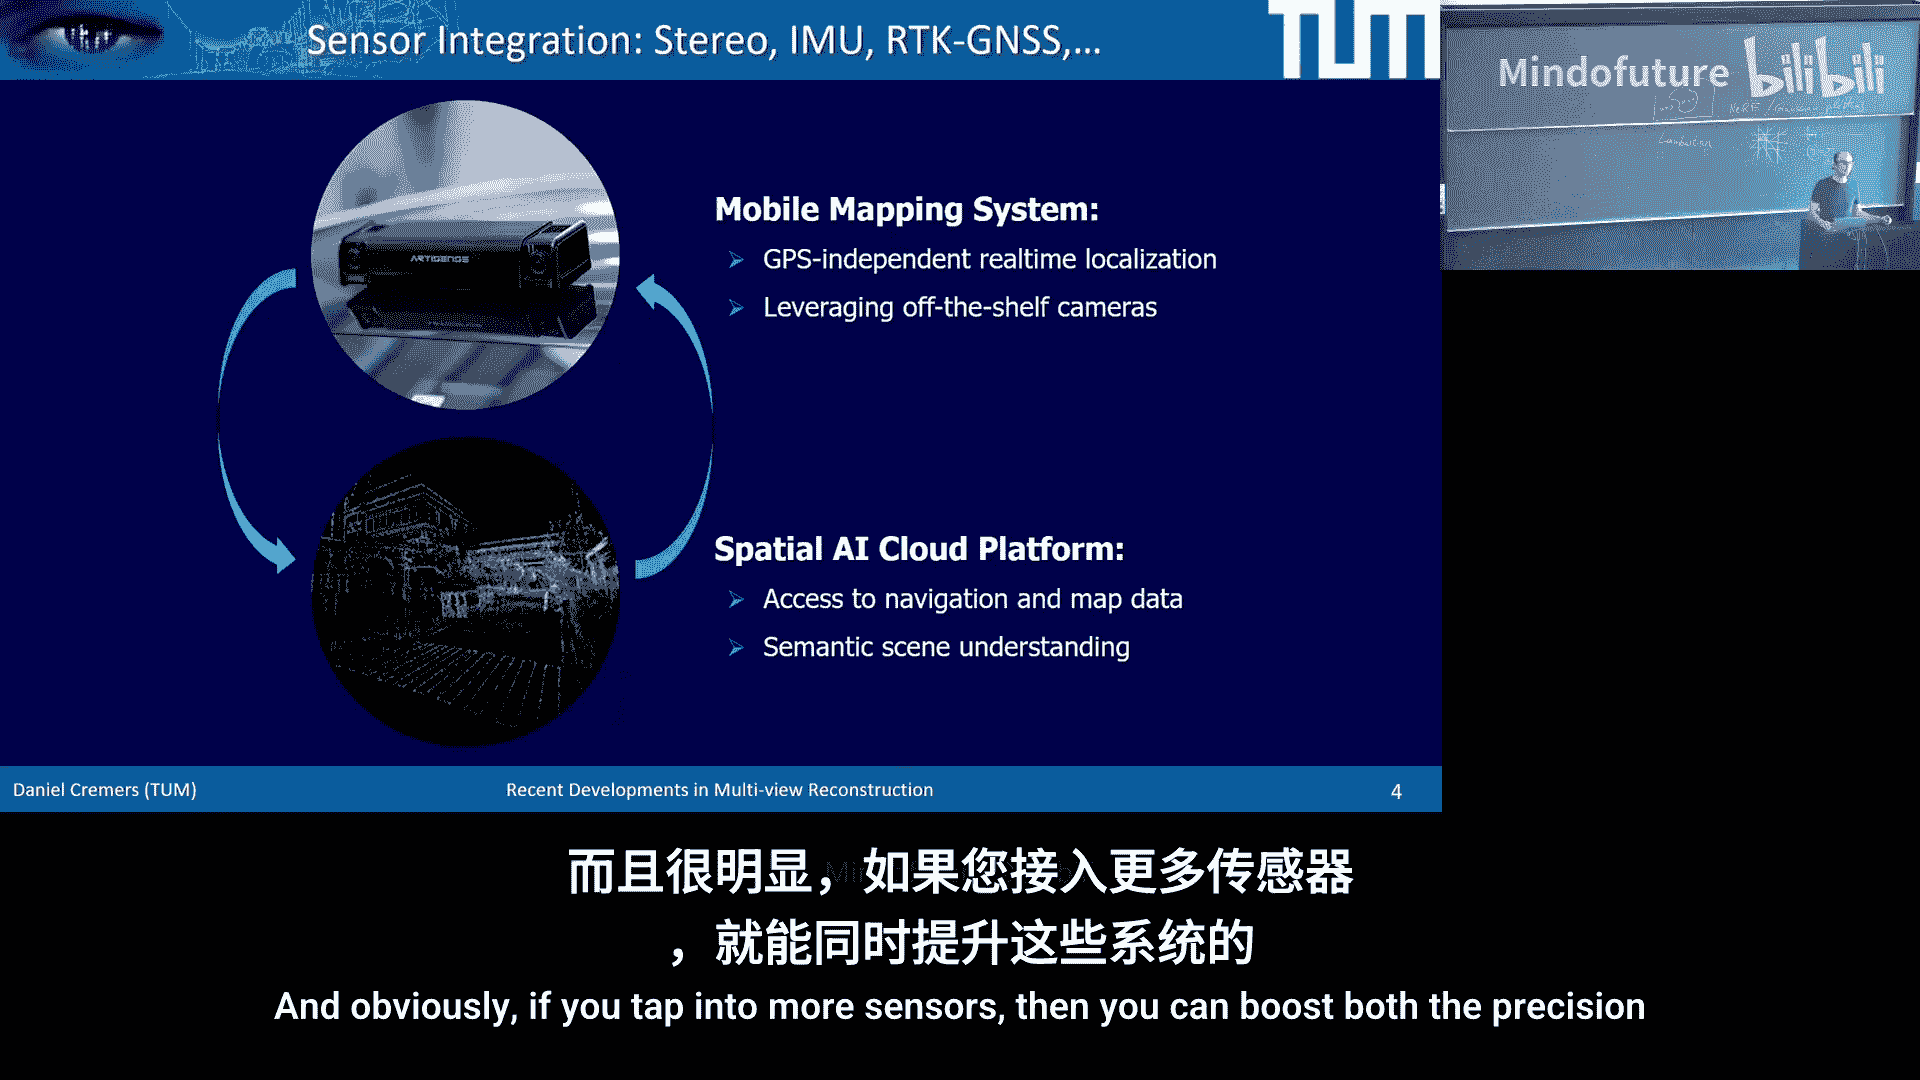 Sensor Integration: Stereo, IMU, RTK-GNSS,...
TUM
Mindofuture bilibili
ARTISENSE
Mobile Mapping System:
GPS-independent realtime localization
Leveraging off-the-shelf cameras
Spatial AI Cloud Platform:
Access to navigation and map data
Semantic scene understanding
Daniel Cremers (TUM)
Recent Developments in Multi-view Reconstruction
4
而且很明显，如果您接入更多传感器
，就能同时提升这些系统的
And obviously, if you tap into more sensors, then you can boost both the precision